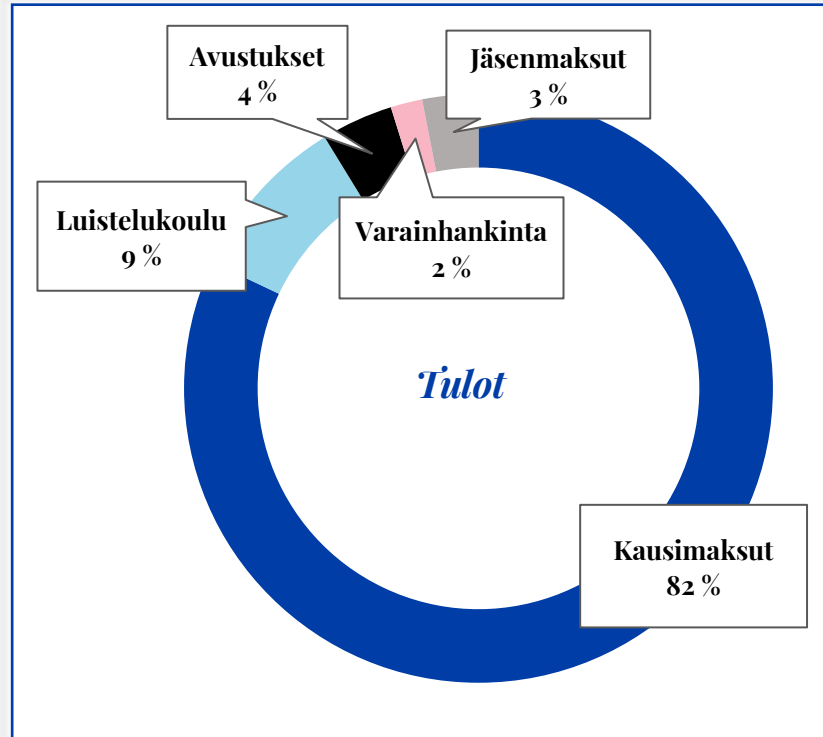 Avustukset
4 %
Jäsenmaksut
3 %
Luistelukoulu
9 %
Varainhankinta
2 %
Tulot
Kausimaksut
82 %